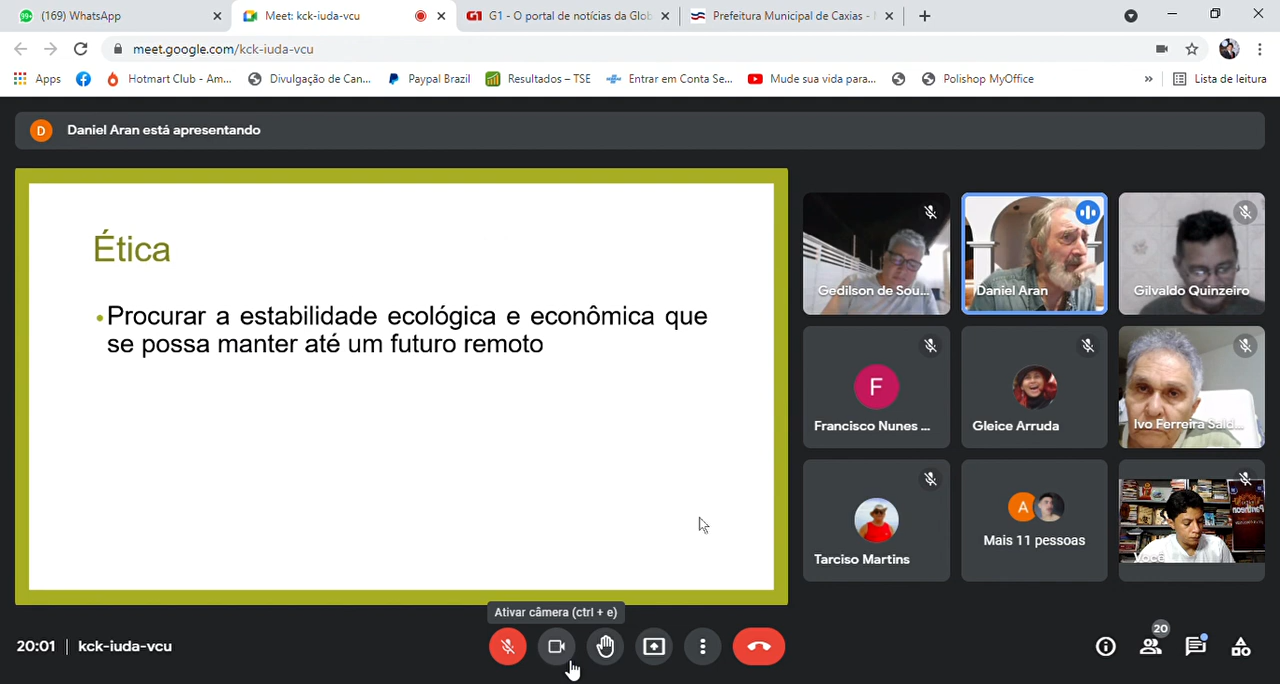 99+ (169) WhatsApp
Meet: kck-iuda-vcu
G1 G1 - O portal de notícias da Glob
Prefeitura Municipal de Caxias -
meet.google.com/kck-iuda-vcu
Apps
Hotmart Club - Am...
Divulgação de Can...
Paypal Brazil
Resultados – TSE
Entrar em Conta Se...
Mude sua vida para...
Polishop MyOffice
»
Lista de leitura
D Daniel Aran está apresentando
Ética
• Procurar a estabilidade ecológica e econômica que
se possa manter até um futuro remoto
Gedilson de Sou...
Daniel Aran
Gilvaldo Quinzeiro
F
Francisco Nunes ...
Gleice Arruda
Ivo Ferreira Sald...
Tarciso Martins
A
Mais 11 pessoas
Pantheon
Você
Ativar câmera (ctrl + e)
20:01 | kck-iuda-vcu
20